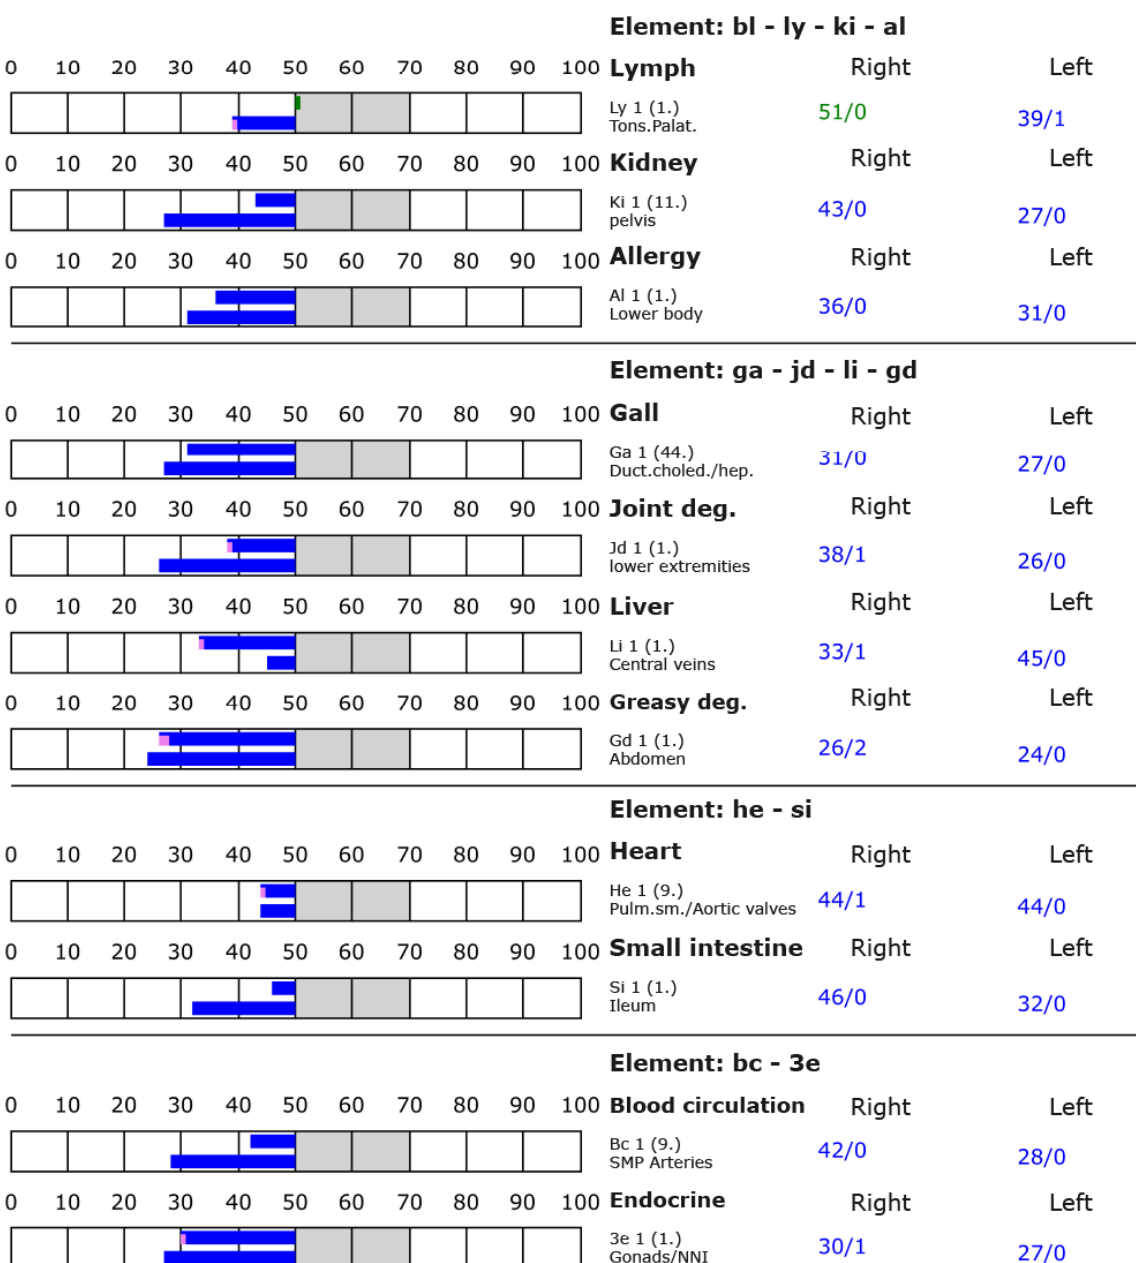 Element: bl - ly - ki - al
0 10 20 30 40 50 60 70 80 90 100 Lymph Right Left
Ly 1 (1.) 51/0 39/1
Tons.Palat.
0 10 20 30 40 50 60 70 80 90 100 Kidney Right Left
Ki 1 (11.) 43/0 27/0
pelvis
0 10 20 30 40 50 60 70 80 90 100 Allergy Right Left
Al 1 (1.) 36/0 31/0
Lower body
Element: ga - jd - li - gd
0 10 20 30 40 50 60 70 80 90 100 Gall Right Left
Ga 1 (44.) 31/0 27/0
Duct.choled./hep.
0 10 20 30 40 50 60 70 80 90 100 Joint deg. Right Left
Jd 1 (1.) 38/1 26/0
lower extremities
0 10 20 30 40 50 60 70 80 90 100 Liver Right Left
Li 1 (1.) 33/1 45/0
Central veins
0 10 20 30 40 50 60 70 80 90 100 Greasy deg. Right Left
Gd 1 (1.) 26/2 24/0
Abdomen
Element: he - si
0 10 20 30 40 50 60 70 80 90 100 Heart Right Left
He 1 (9.) 44/1 44/0
Pulm.sm./Aortic valves
0 10 20 30 40 50 60 70 80 90 100 Small intestine Right Left
Si 1 (1.) 46/0 32/0
Ileum
Element: bc - 3e
0 10 20 30 40 50 60 70 80 90 100 Blood circulation Right Left
Bc 1 (9.) 42/0 28/0
SMP Arteries
0 10 20 30 40 50 60 70 80 90 100 Endocrine Right Left
3e 1 (1.) 30/1 27/0
Gonads/NNI